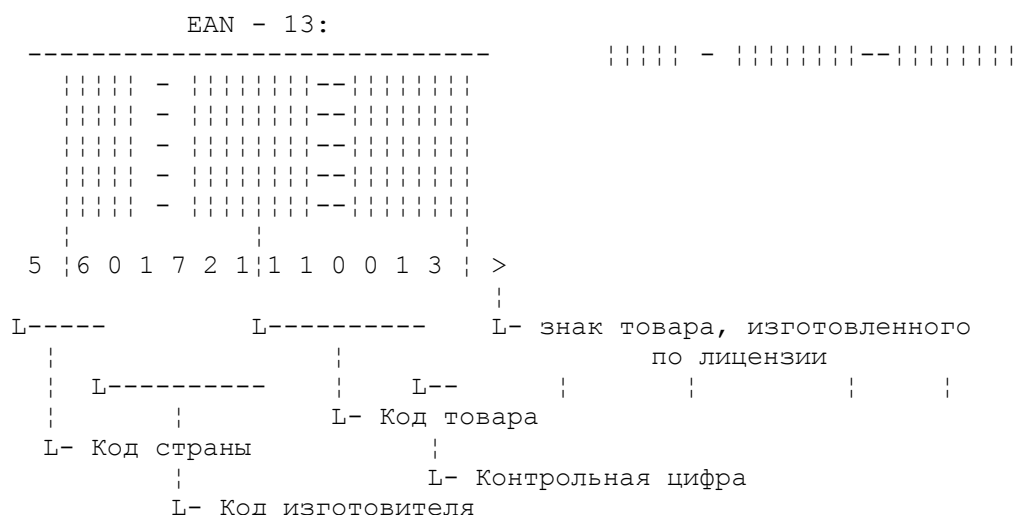 EAN - 13:
----------------------------- ¦¦¦¦¦ - ¦¦¦¦¦¦¦¦--¦¦¦¦¦¦¦¦
¦¦¦¦¦ - ¦¦¦¦¦¦¦¦--¦¦¦¦¦¦¦¦
¦¦¦¦¦ - ¦¦¦¦¦¦¦¦--¦¦¦¦¦¦¦¦
¦¦¦¦¦ - ¦¦¦¦¦¦¦¦--¦¦¦¦¦¦¦¦
¦¦¦¦¦ - ¦¦¦¦¦¦¦¦--¦¦¦¦¦¦¦¦
¦¦¦¦¦ - ¦¦¦¦¦¦¦¦--¦¦¦¦¦¦¦¦
¦ ¦ ¦
5 ¦6 0 1 7 2 1¦1 1 0 0 1 3 ¦ >
¦
L----- L---------- L- знак товара, изготовленного
¦ ¦ по лицензии
¦ L---------- ¦ L-- ¦ ¦ ¦ ¦
¦ ¦ L- Код товара
L- Код страны ¦
¦ L- Контрольная цифра
L- Код изготовителя